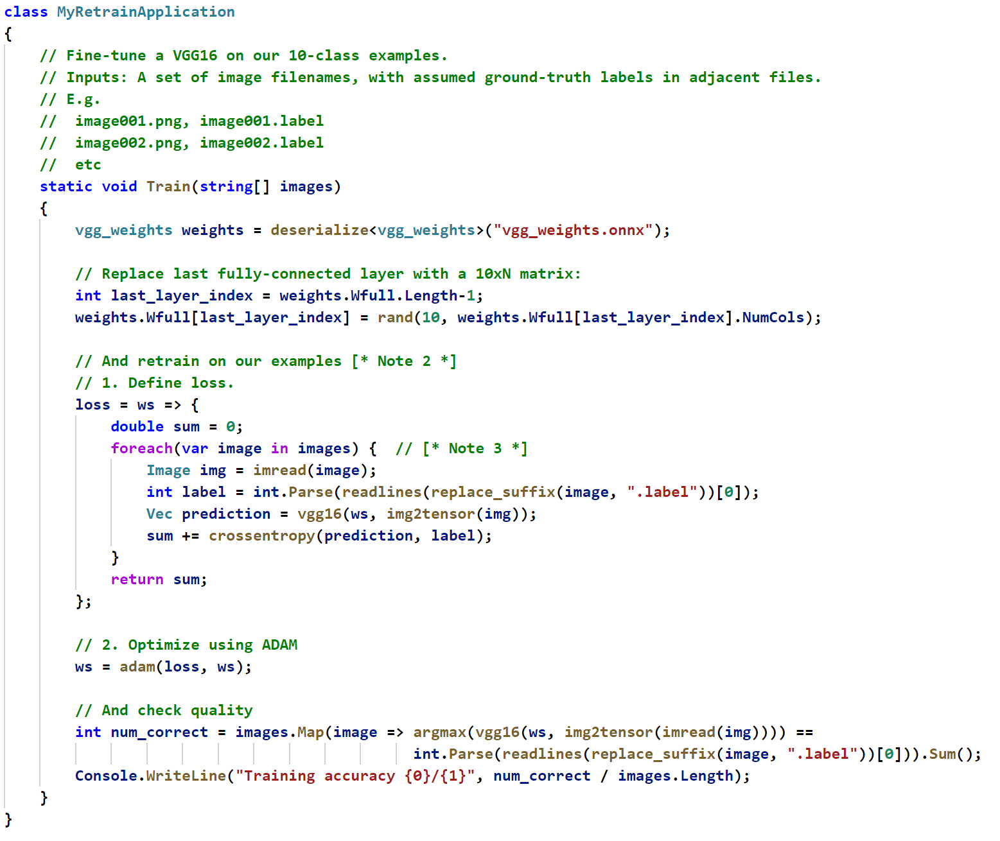 class MyRetrainApplication
{
    // Fine-tune a VGG16 on our 10-class examples.
    // Inputs: A set of image filenames, with assumed ground-truth labels in adjacent files.
    // E.g.
    //  image001.png, image001.label
    //  image002.png, image002.label
    //  etc
    static void Train(string[] images)
    {
        vgg_weights weights = deserialize<vgg_weights>("vgg_weights.onnx");

        // Replace last fully-connected layer with a 10xN matrix:
        int last_layer_index = weights.Wfull.Length-1;
        weights.Wfull[last_layer_index] = rand(10, weights.Wfull[last_layer_index].NumCols);

        // And retrain on our examples [* Note 2 *]
        // 1. Define loss.
        loss = ws => {
            double sum = 0;
            foreach(var image in images) {  // [* Note 3 *]
                Image img = imread(image);
                int label = int.Parse(readlines(replace_suffix(image, ".label"))[0]);
                Vec prediction = vgg16(ws, img2tensor(img));
                sum += crossentropy(prediction, label);
            }
            return sum;
        };

        // 2. Optimize using ADAM
        ws = adam(loss, ws);

        // And check quality
        int num_correct = images.Map(image => argmax(vgg16(ws, img2tensor(imread(img)))) ==
                                              int.Parse(readlines(replace_suffix(image, ".label"))[0])).Sum();
        Console.WriteLine("Training accuracy {0}/{1}", num_correct / images.Length);
    }
}